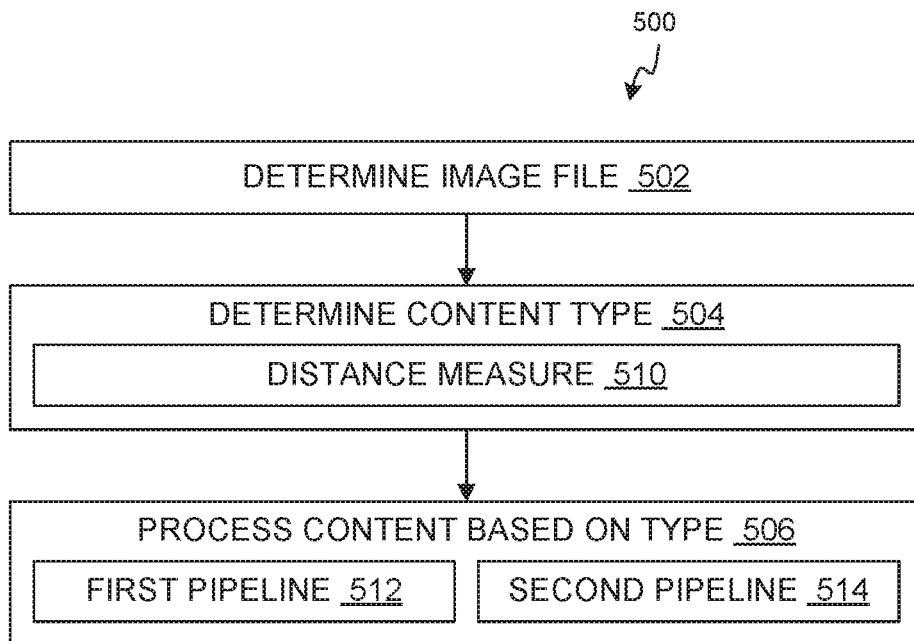 500
DETERMINE IMAGE FILE 502
DETERMINE CONTENT TYPE 504
DISTANCE MEASURE 510
PROCESS CONTENT BASED ON TYPE 506
FIRST PIPELINE 512
SECOND PIPELINE 514